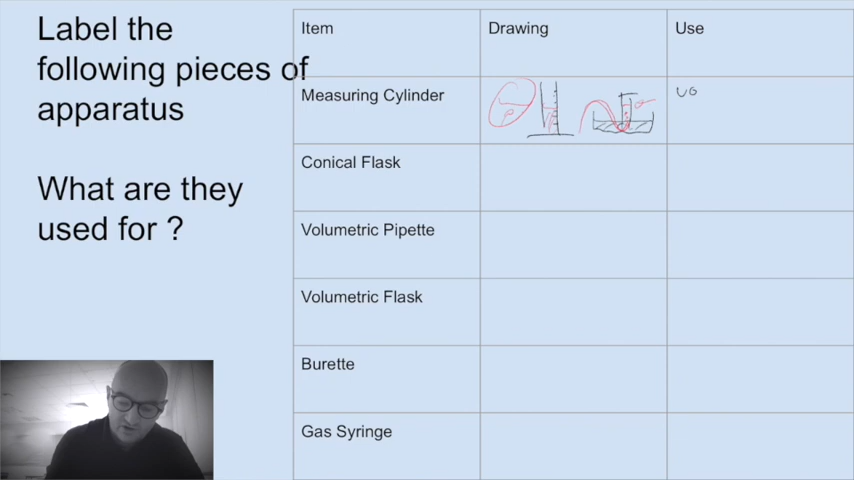 Label the
following pieces of
apparatus
What are they
used for ?
Item
Drawing
Use
Measuring Cylinder
Conical Flask
Volumetric Pipette
Volumetric Flask
Burette
Gas Syringe